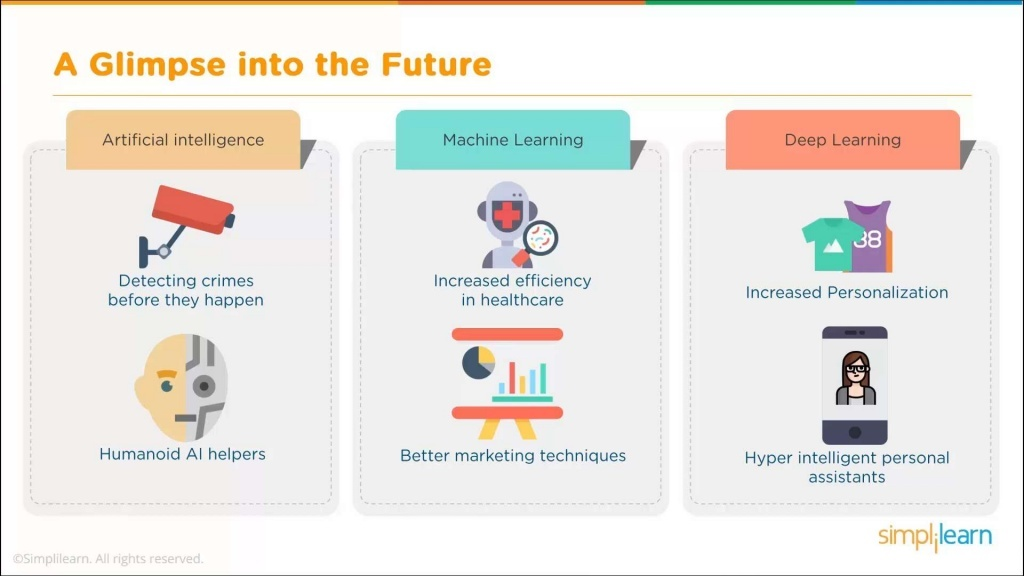 A Glimpse into the Future
Artificial intelligence
Detecting crimes
before they happen
Humanoid AI helpers
Machine Learning
Increased efficiency
in healthcare
Better marketing techniques
Deep Learning
38
Increased Personalization
Hyper intelligent personal
assistants
©Simplilearn. All rights reserved.
simplilearn